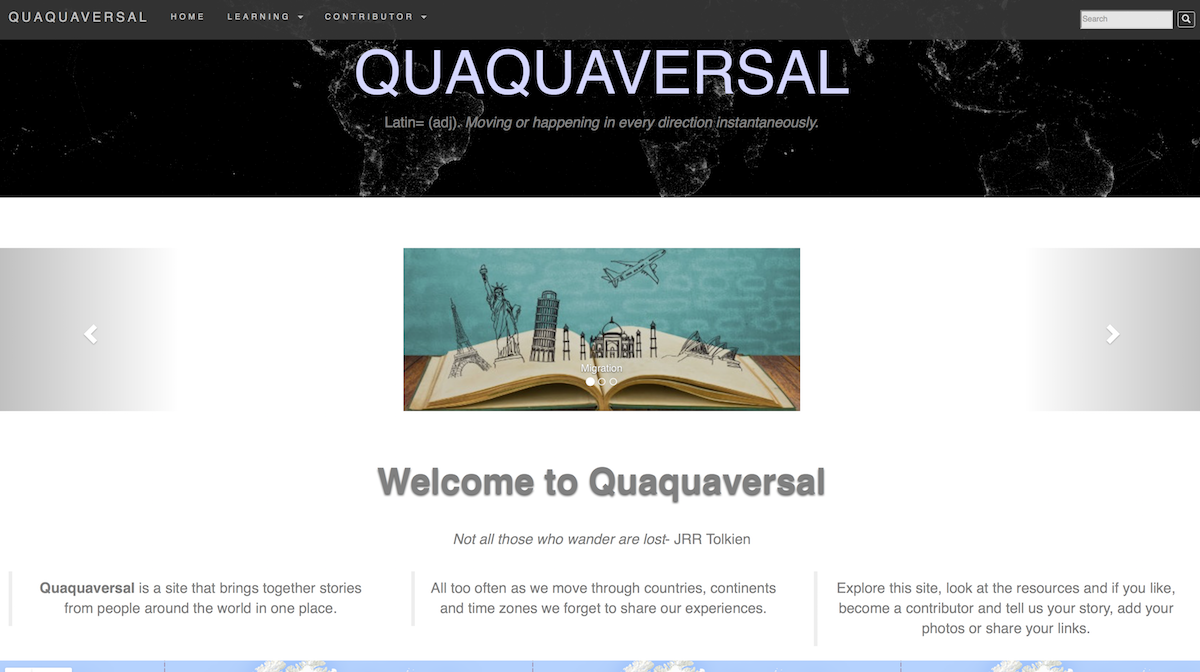 QUAQUAVERSAL HOME LEARNING CONTRIBUTOR Search
QUAQUAVERSAL
Latin= (adj). Moving or happening in every direction instantaneously.
Migration
Welcome to Quaquaversal
Not all those who wander are lost- JRR Tolkien
Quaquaversal is a site that brings together stories
from people around the world in one place.
All too often as we move through countries, continents
and time zones we forget to share our experiences.
Explore this site, look at the resources and if you like,
become a contributor and tell us your story, add your
photos or share your links.